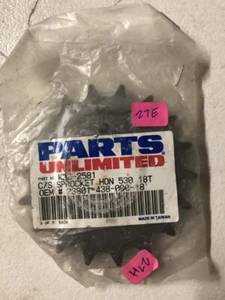 27E
PARTS
UNLIMITED
PART NO. K22-2581
C/S SPROCKET HON 530 18T
OEM # 23801-438-000-18
MADE IN TAIWAN